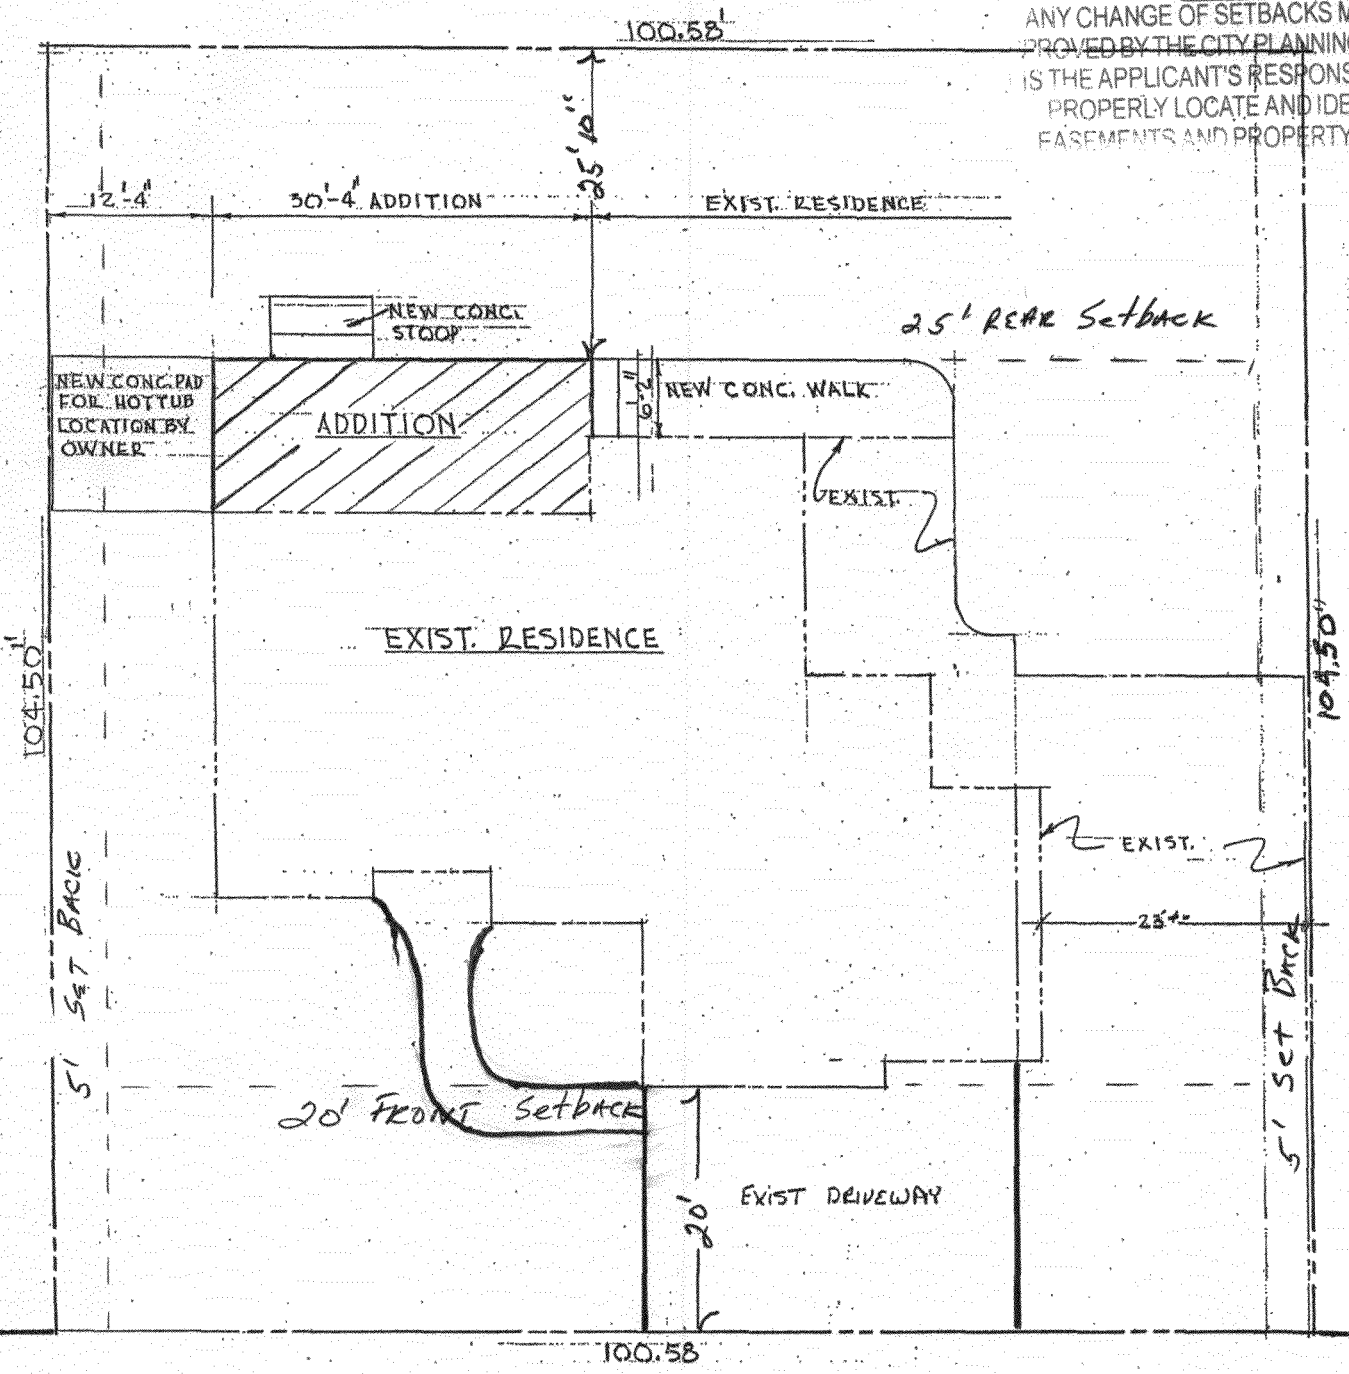 100.58'
ANY CHANGE OF SETBACKS M
PROVED BY THE CITY PLANNING
IS THE APPLICANT'S RESPONS
PROPERLY LOCATE AND IDE
EASEMENTS AND PROPERTY
25' 10"
12'-4"
30'-4" ADDITION
EXIST. RESIDENCE
NEW CONC.
STOOP
25' REAR SetbACK
NEW CONC. PAD
FOR HOTTUB
LOCATION BY
OWNER
ADDITION
6'-2"
NEW CONC. WALK
EXIST.
EXIST. RESIDENCE
104.50"
104.50"
EXIST.
23'+-
5' SET BACK
5' Set BACK
20' FRONT SetbACK
20'
EXIST DRIVEWAY
100.58